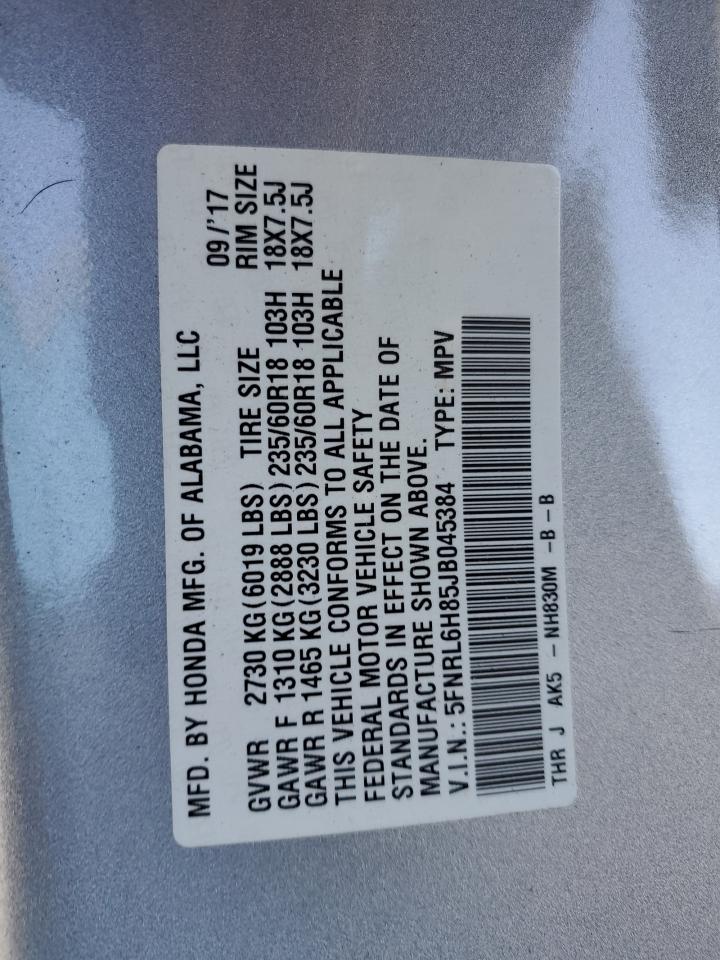 MFD. BY HONDA MFG. OF ALABAMA, LLC
09/'17
GVWR 2730 KG(6019 LBS) TIRE SIZE RIM SIZE
GAWR F 1310 KG(2888 LBS) 235/60R18 103H 18X7.5J
GAWR R 1465 KG(3230 LBS) 235/60R18 103H 18X7.5J
THIS VEHICLE CONFORMS TO ALL APPLICABLE
FEDERAL MOTOR VEHICLE SAFETY
STANDARDS IN EFFECT ON THE DATE OF
MANUFACTURE SHOWN ABOVE.
V.I.N.: 5FNRL6H85JB045384 TYPE: MPV
THR J AK5 - NH830M -B-B